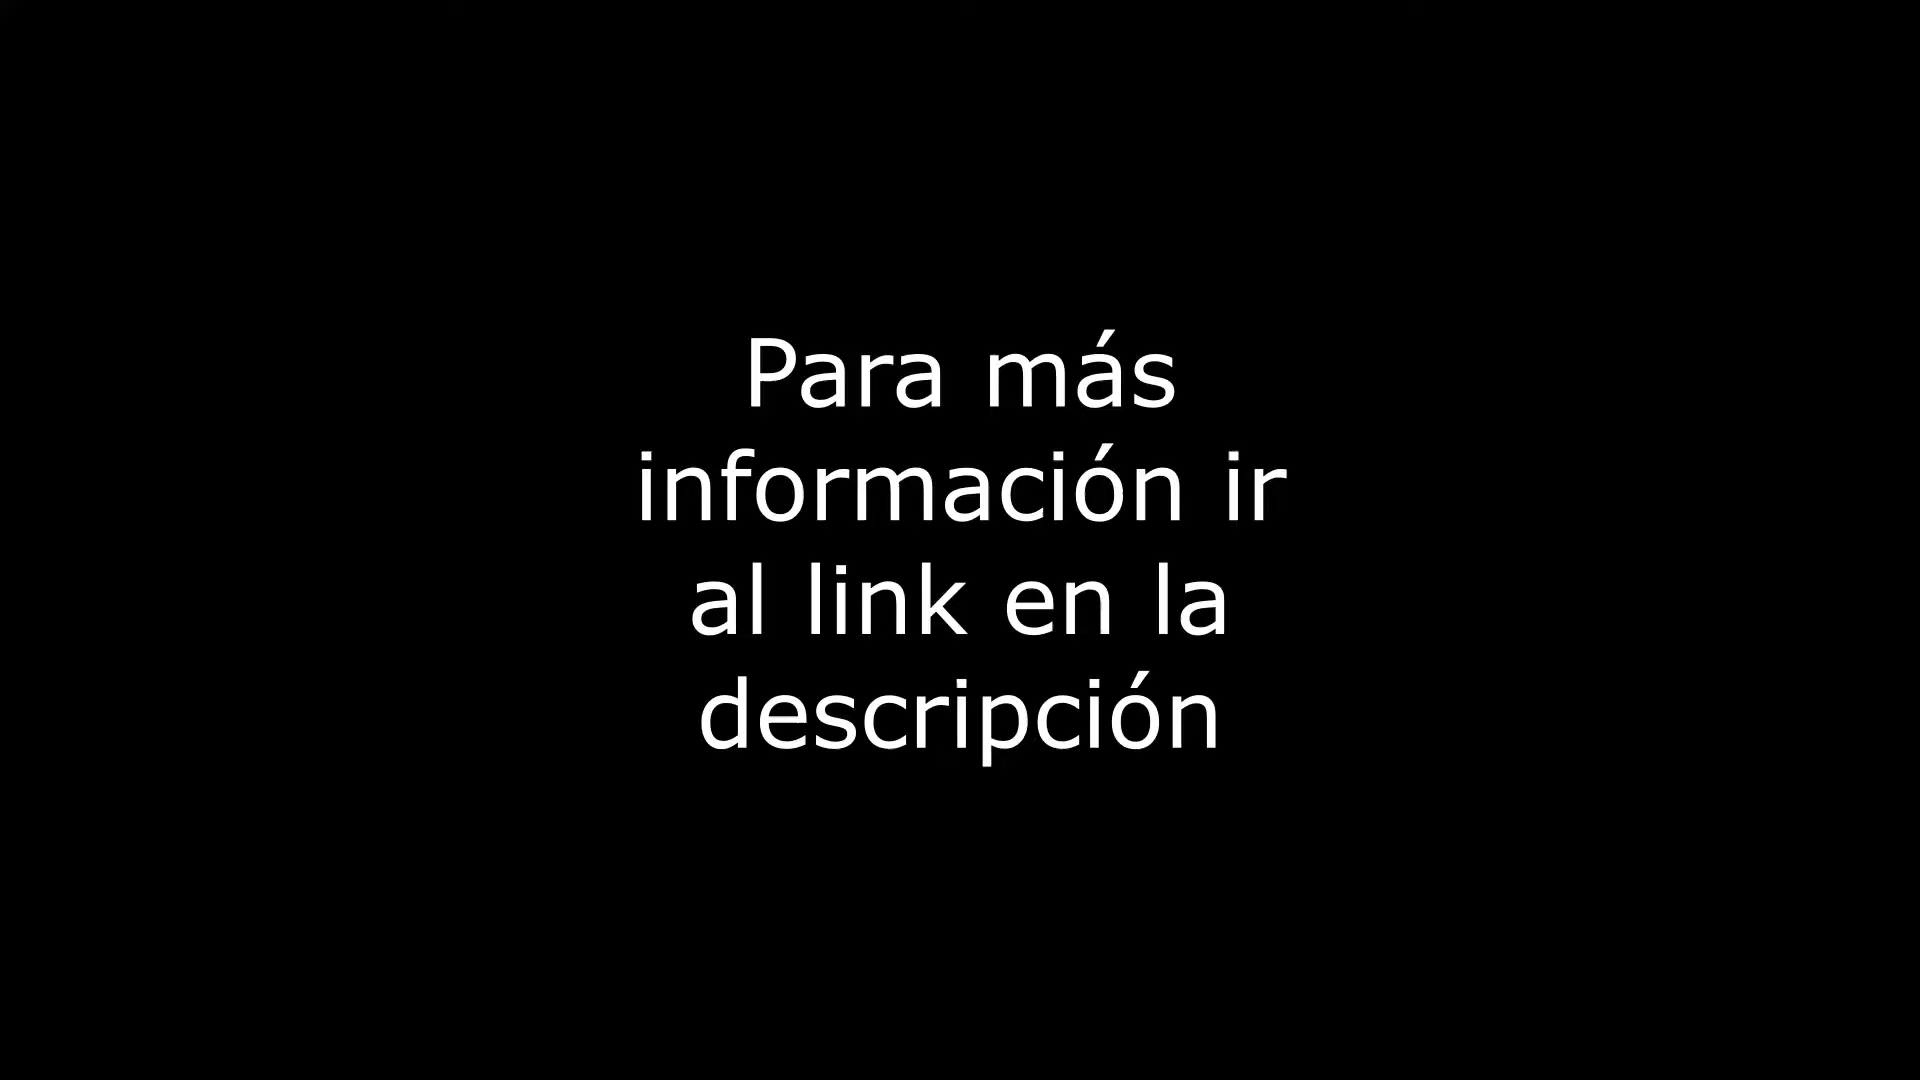 Para más
información ir
al link en la
descripción